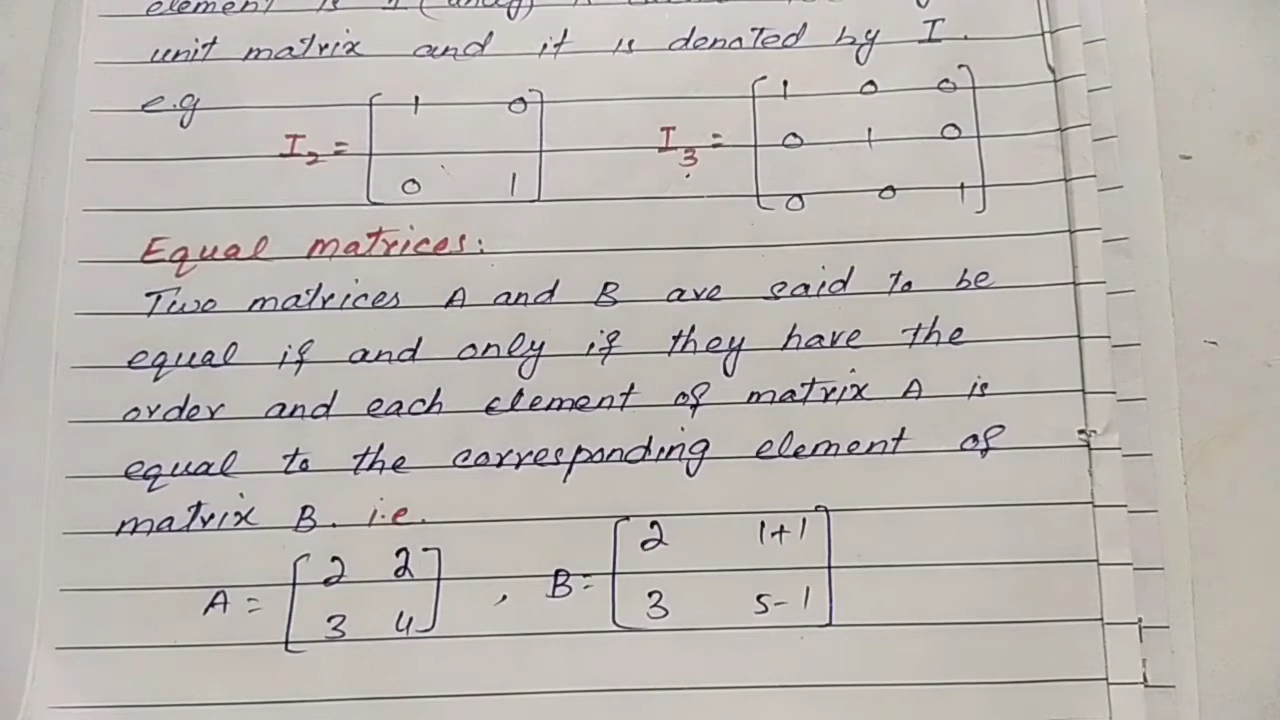 element is
unit matrix and it is denoted by I.
e.g
I₂ = [1 0
0 1]
I₃ = [1 0 0
0 1 0
0 0 1]
Equal matrices:
Two matrices A and B are said to be
equal if and only if they have the
order and each element of matrix A is
equal to the corresponding element of
matrix B. i.e.
A = [2 2
3 4]
, B = [2 1+1
3 5-1]